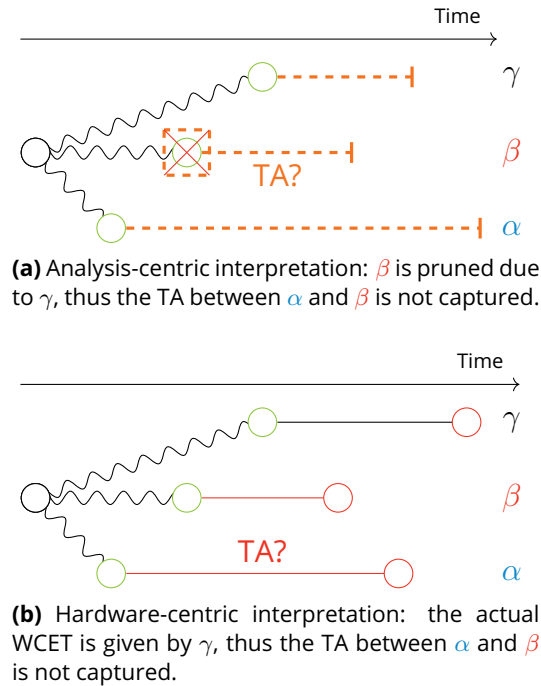 Time
γ
β
TA?
α
(a) Analysis-centric interpretation: β is pruned due
to γ, thus the TA between α and β is not captured.
Time
γ
β
TA?
α
(b) Hardware-centric interpretation: the actual
WCET is given by γ, thus the TA between α and β
is not captured.